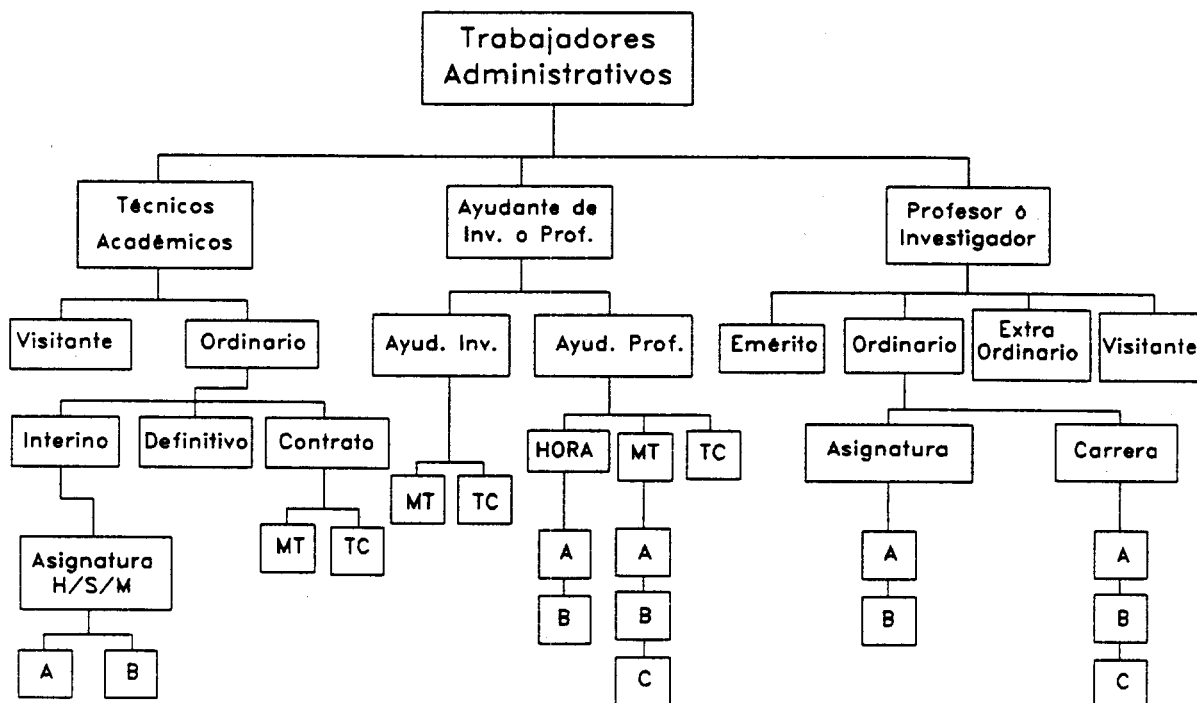 Trabajadores
Administrativos
Técnicos
Académicos
Ayudante de
Inv. o Prof.
Profesor ó
Investigador
Visitante
Ordinario
Ayud. Inv.
Ayud. Prof.
Emérito
Ordinario
Extra
Ordinario
Visitante
Interino
Definitivo
Contrato
HORA
MT
TC
Asignatura
Carrera
MT
TC
MT
TC
A
A
A
A
Asignatura
H/S/M
B
B
B
B
A
B
C
C